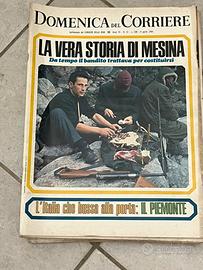 DOMENICA DEL CORRIERE
LA VERA STORIA DI MESINA
Da tempo il bandito trattava per costituirsi
L'Italia che bussa alla porta: IL PIEMONTE